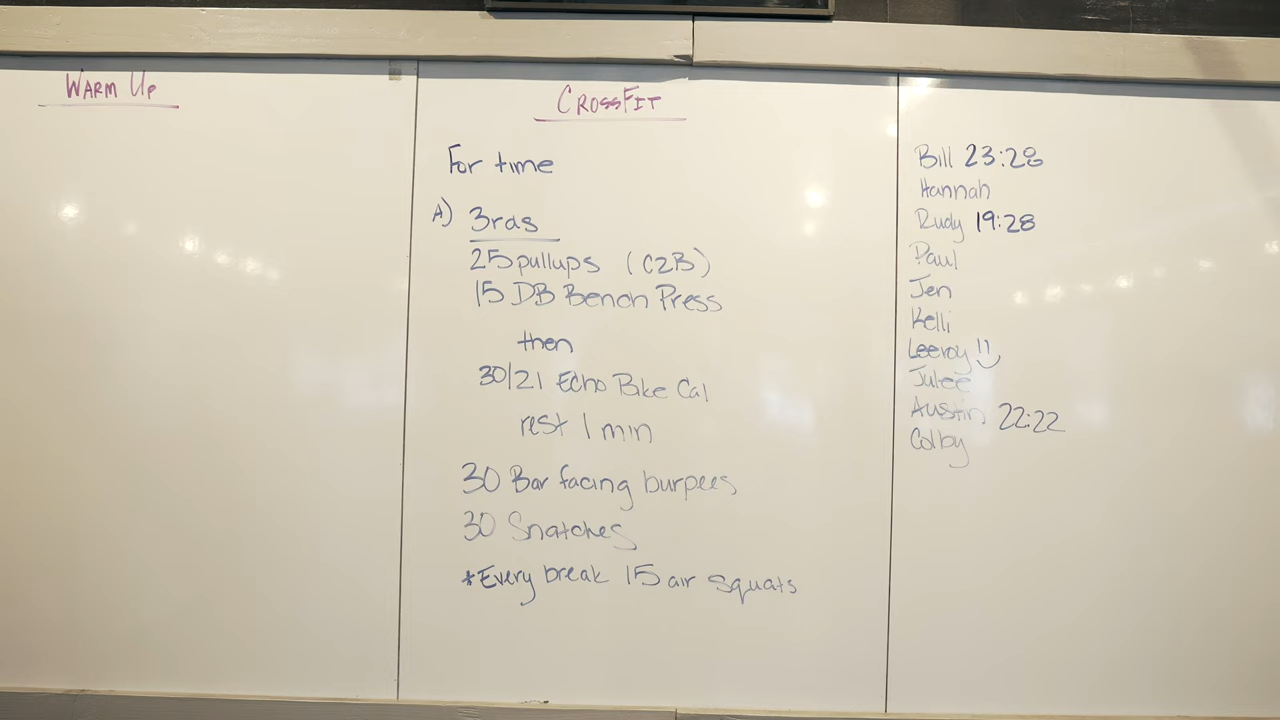 WARM UP
CROSSFIT
For time
A) 3rds
25 pullups (C2B)
15 DB Bench Press
then
30/21 Echo Bike Cal
rest 1 min
30 Bar facing burpees
30 Snatches
*Every break 15 air squats
Bill 23:28
Hannah
Rudy 19:28
Paul
Jen
Kelli
Leeroy !!
Julee
Austin 22:22
Colby